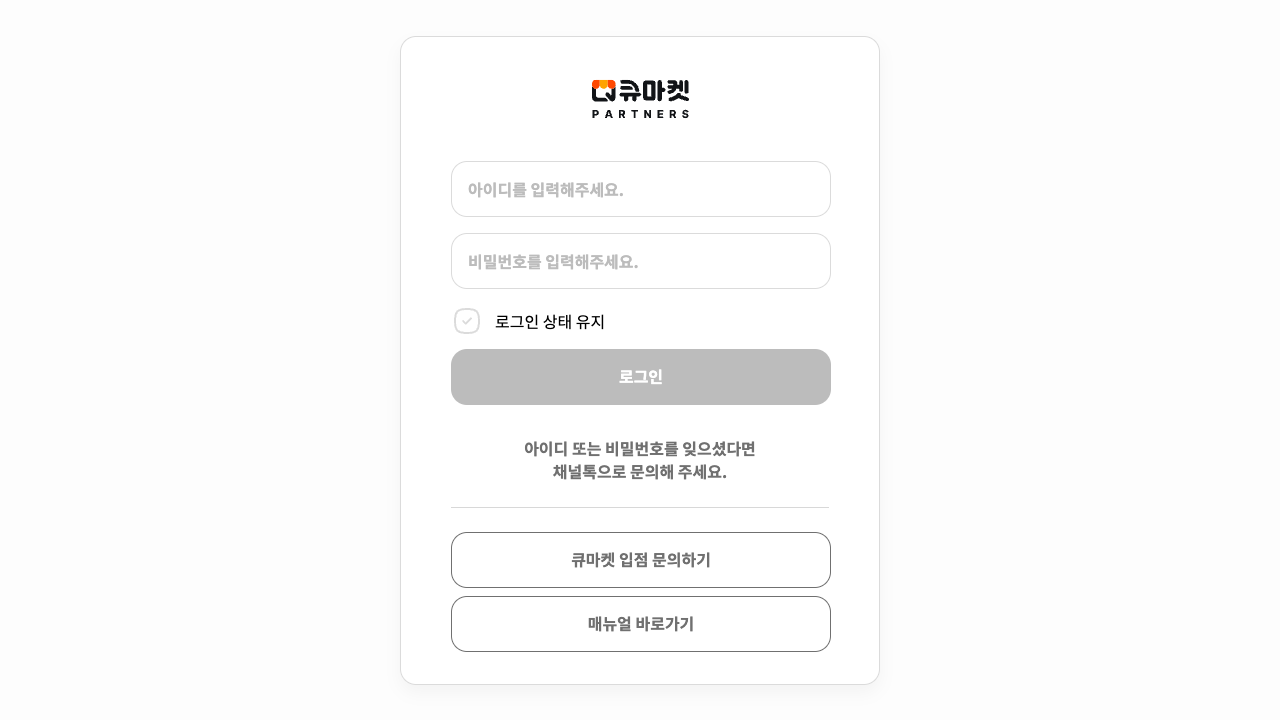 큐마켓
PARTNERS
아이디를 입력해주세요.
비밀번호를 입력해주세요.
로그인 상태 유지
로그인
아이디 또는 비밀번호를 잊으셨다면
채널톡으로 문의해 주세요.
큐마켓 입점 문의하기
매뉴얼 바로가기